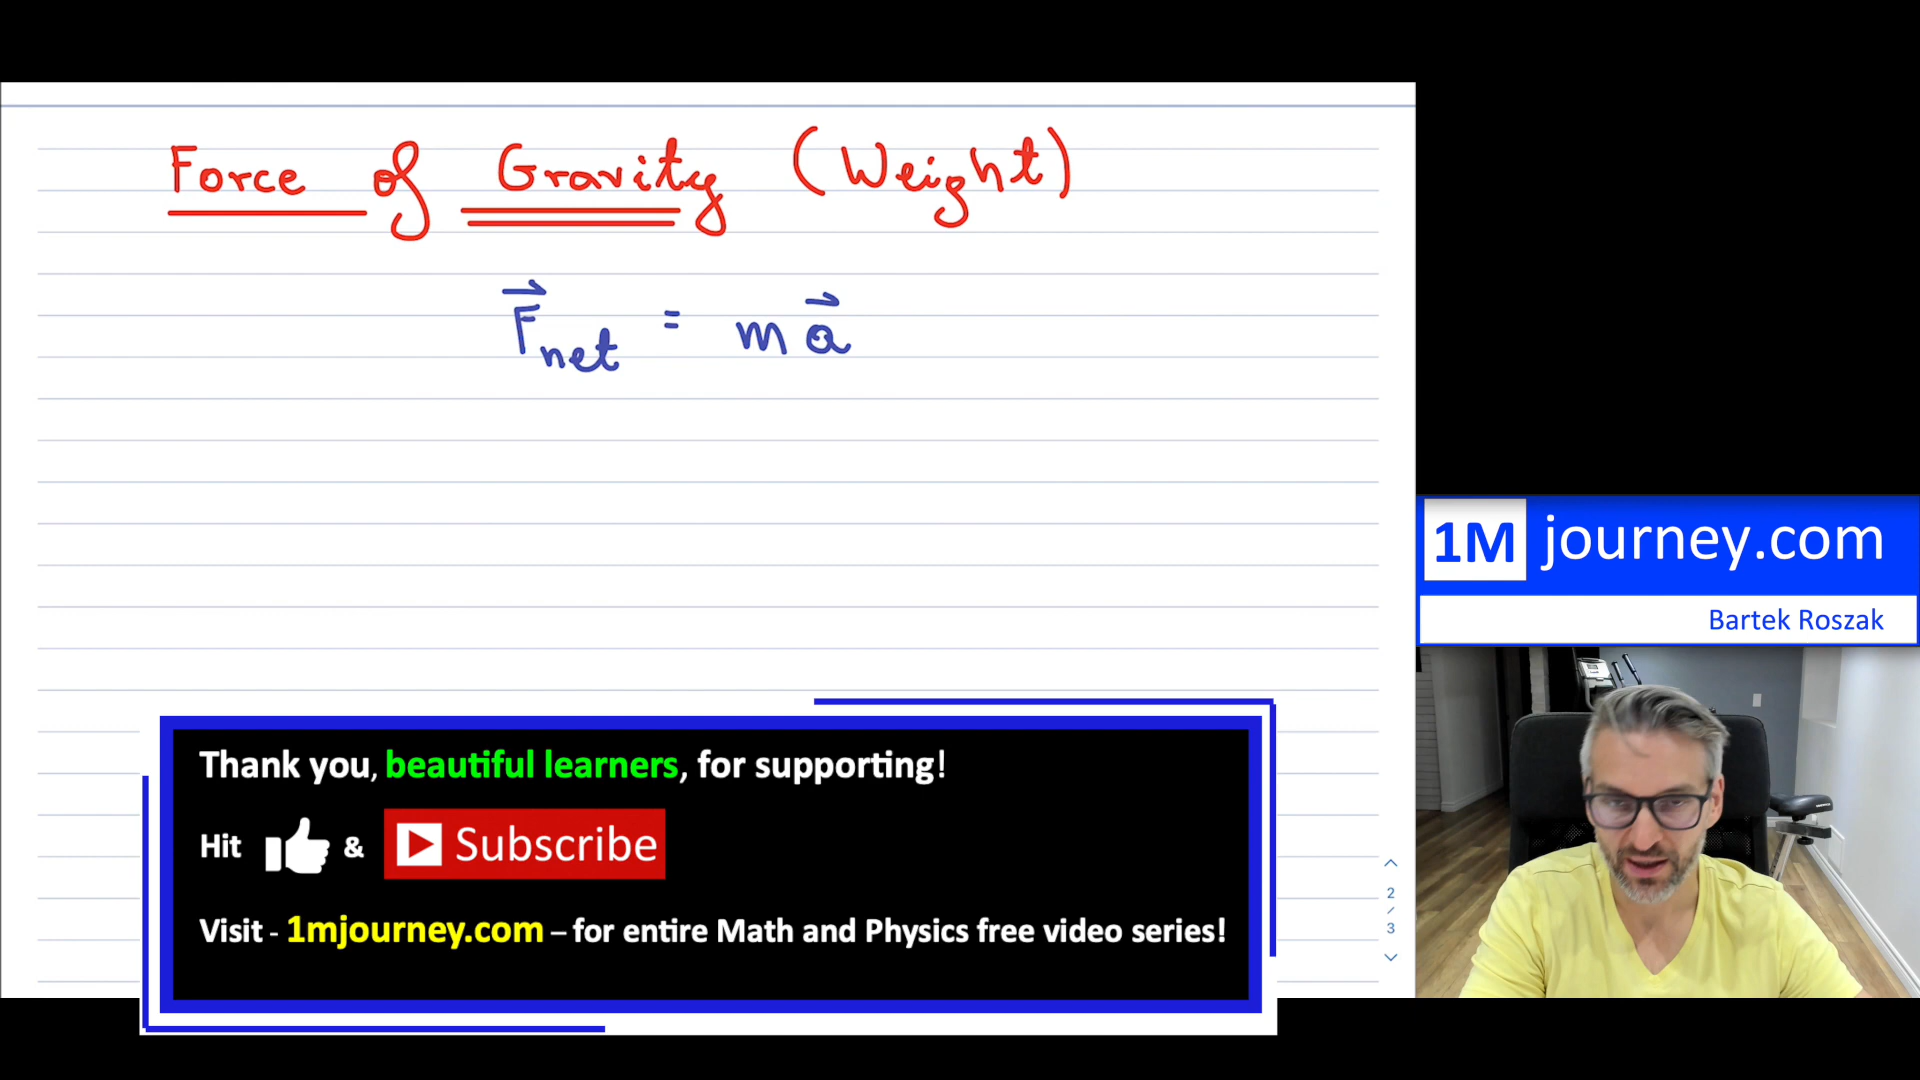 Force of Gravity (Weight)
F⃗net = ma⃗
1M journey.com
Bartek Roszak
Thank you, beautiful learners, for supporting!
Hit & Subscribe
Visit - 1mjourney.com – for entire Math and Physics free video series!
2
/
3